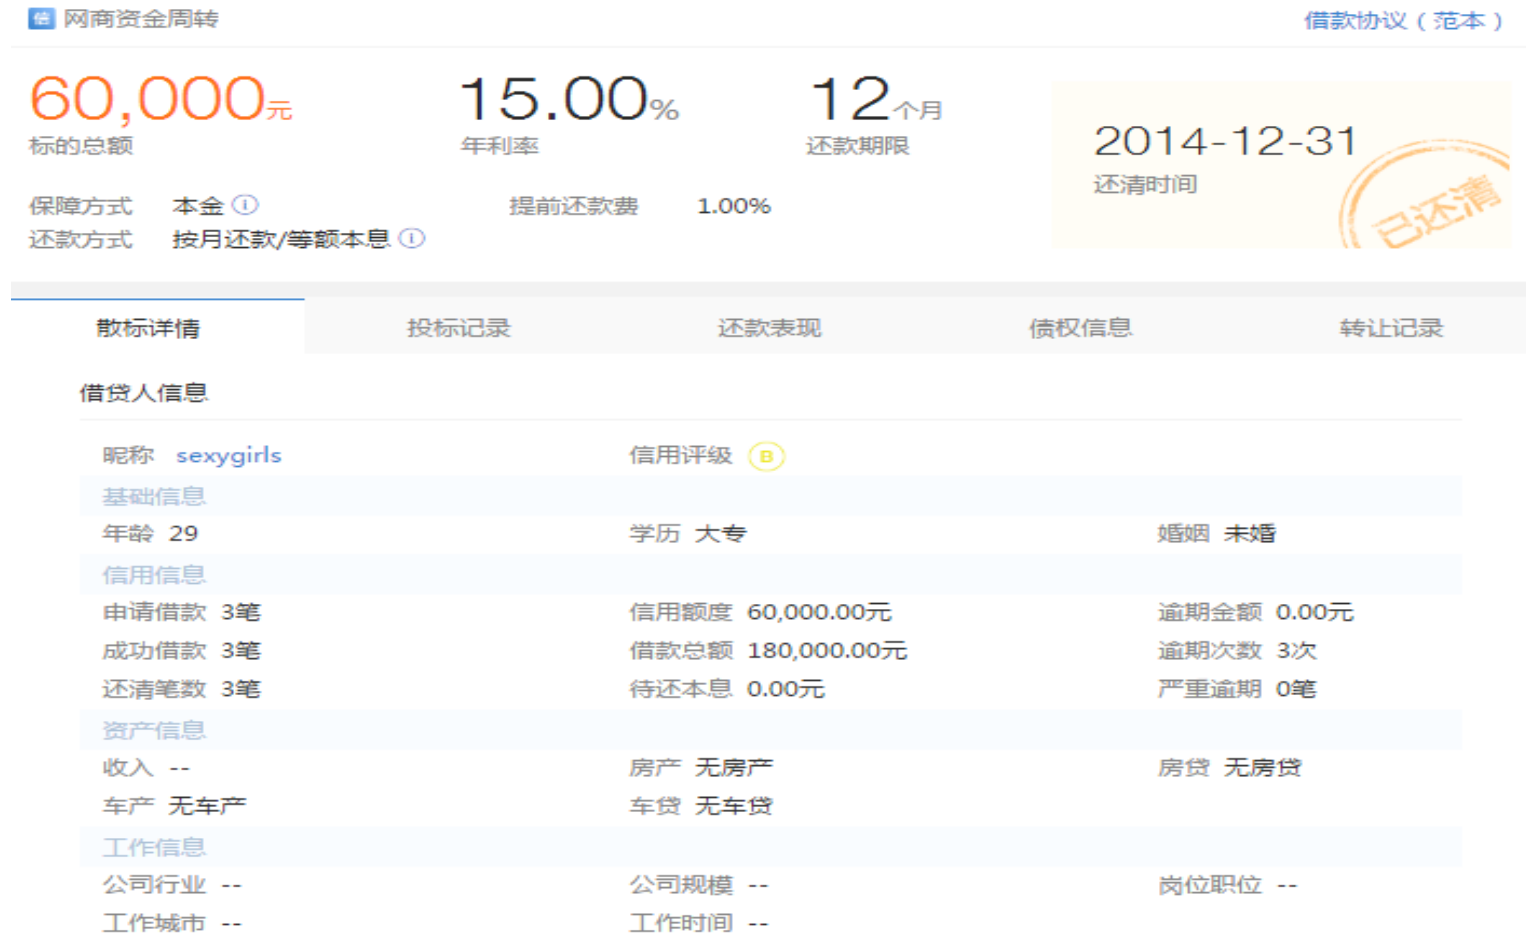 信 网商资金周转 借款协议（范本）
60,000元 15.00% 12个月
标的总额 年利率 还款期限
2014-12-31
还清时间
已还清
保障方式 本金 提前还款费 1.00%
还款方式 按月还款/等额本息
散标详情 投标记录 还款表现 债权信息 转让记录
借贷人信息
昵称 sexygirls 信用评级 B
基础信息
年龄 29 学历 大专 婚姻 未婚
信用信息
申请借款 3笔 信用额度 60,000.00元 逾期金额 0.00元
成功借款 3笔 借款总额 180,000.00元 逾期次数 3次
还清笔数 3笔 待还本息 0.00元 严重逾期 0笔
资产信息
收入 -- 房产 无房产 房贷 无房贷
车产 无车产 车贷 无车贷
工作信息
公司行业 -- 公司规模 -- 岗位职位 --
工作城市 -- 工作时间 --